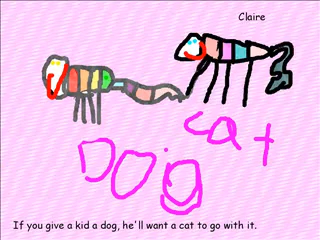 Claire
cat
Dog
If you give a kid a dog, he'll want a cat to go with it.